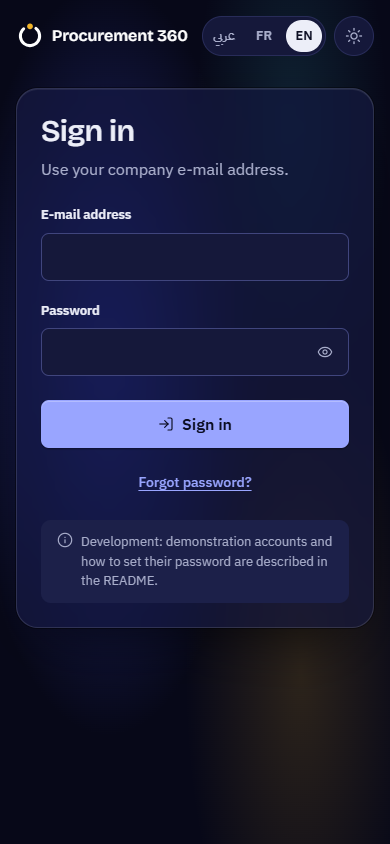 Procurement 360
عربي FR EN
Sign in
Use your company e-mail address.
E-mail address
Password
Sign in
Forgot password?
Development: demonstration accounts and
how to set their password are described in
the README.